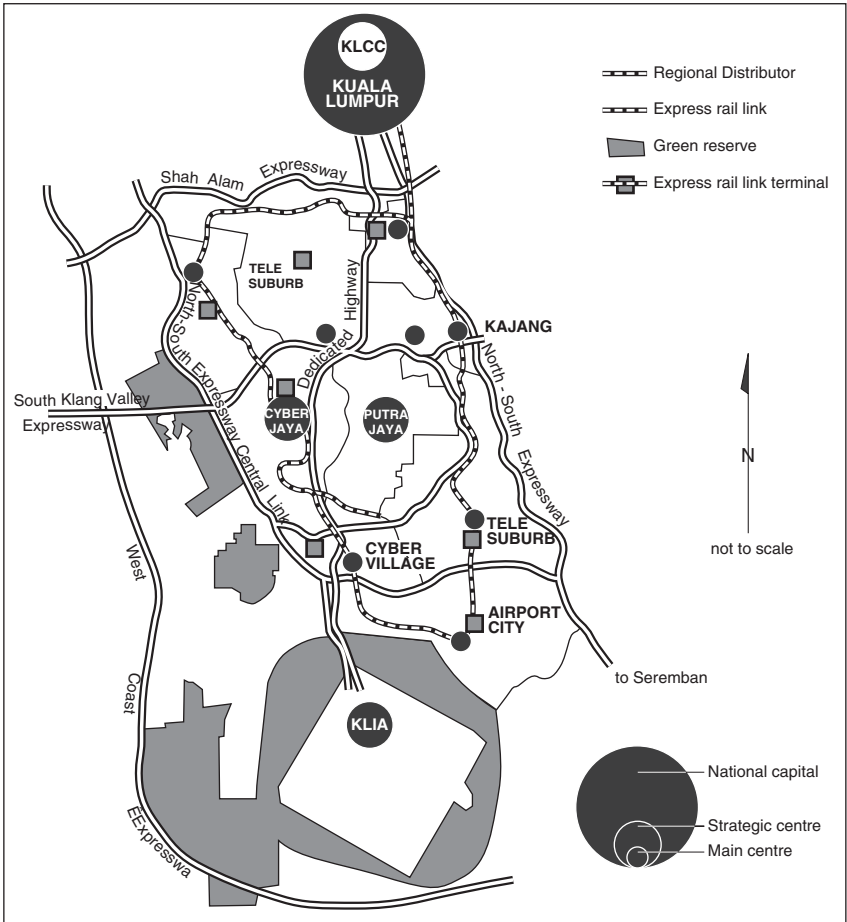 KLCC
KUALA
LUMPUR
Regional Distributor
Express rail link
Green reserve
Express rail link terminal
Shah Alam Expressway
TELE
SUBURB
Dedicated Highway
KAJANG
North-South Expressway Central Link
North - South Expressway
South Klang Valley
Expressway
CYBER
JAYA
PUTRA
JAYA
N
not to scale
TELE
SUBURB
CYBER
VILLAGE
AIRPORT
CITY
West Coast EExpresswa
to Seremban
KLIA
National capital
Strategic centre
Main centre